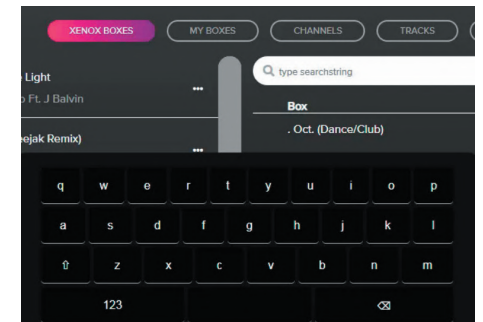 XENOX BOXES MY BOXES CHANNELS TRACKS
Light
Ft. J Balvin
•••
eejak Remix)
•••
type searchstring
Box
. Oct. (Dance/Club)
q w e r t y u i o p
a s d f g h j k l
z x c v b n m
123